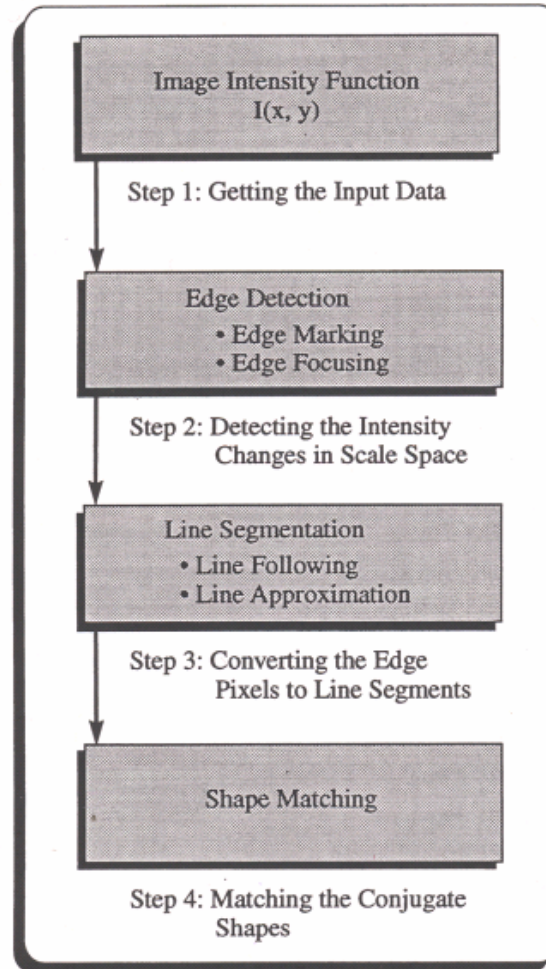 Image Intensity Function
I(x, y)
Step 1: Getting the Input Data
Edge Detection
• Edge Marking
• Edge Focusing
Step 2: Detecting the Intensity
Changes in Scale Space
Line Segmentation
• Line Following
• Line Approximation
Step 3: Converting the Edge
Pixels to Line Segments
Shape Matching
Step 4: Matching the Conjugate
Shapes